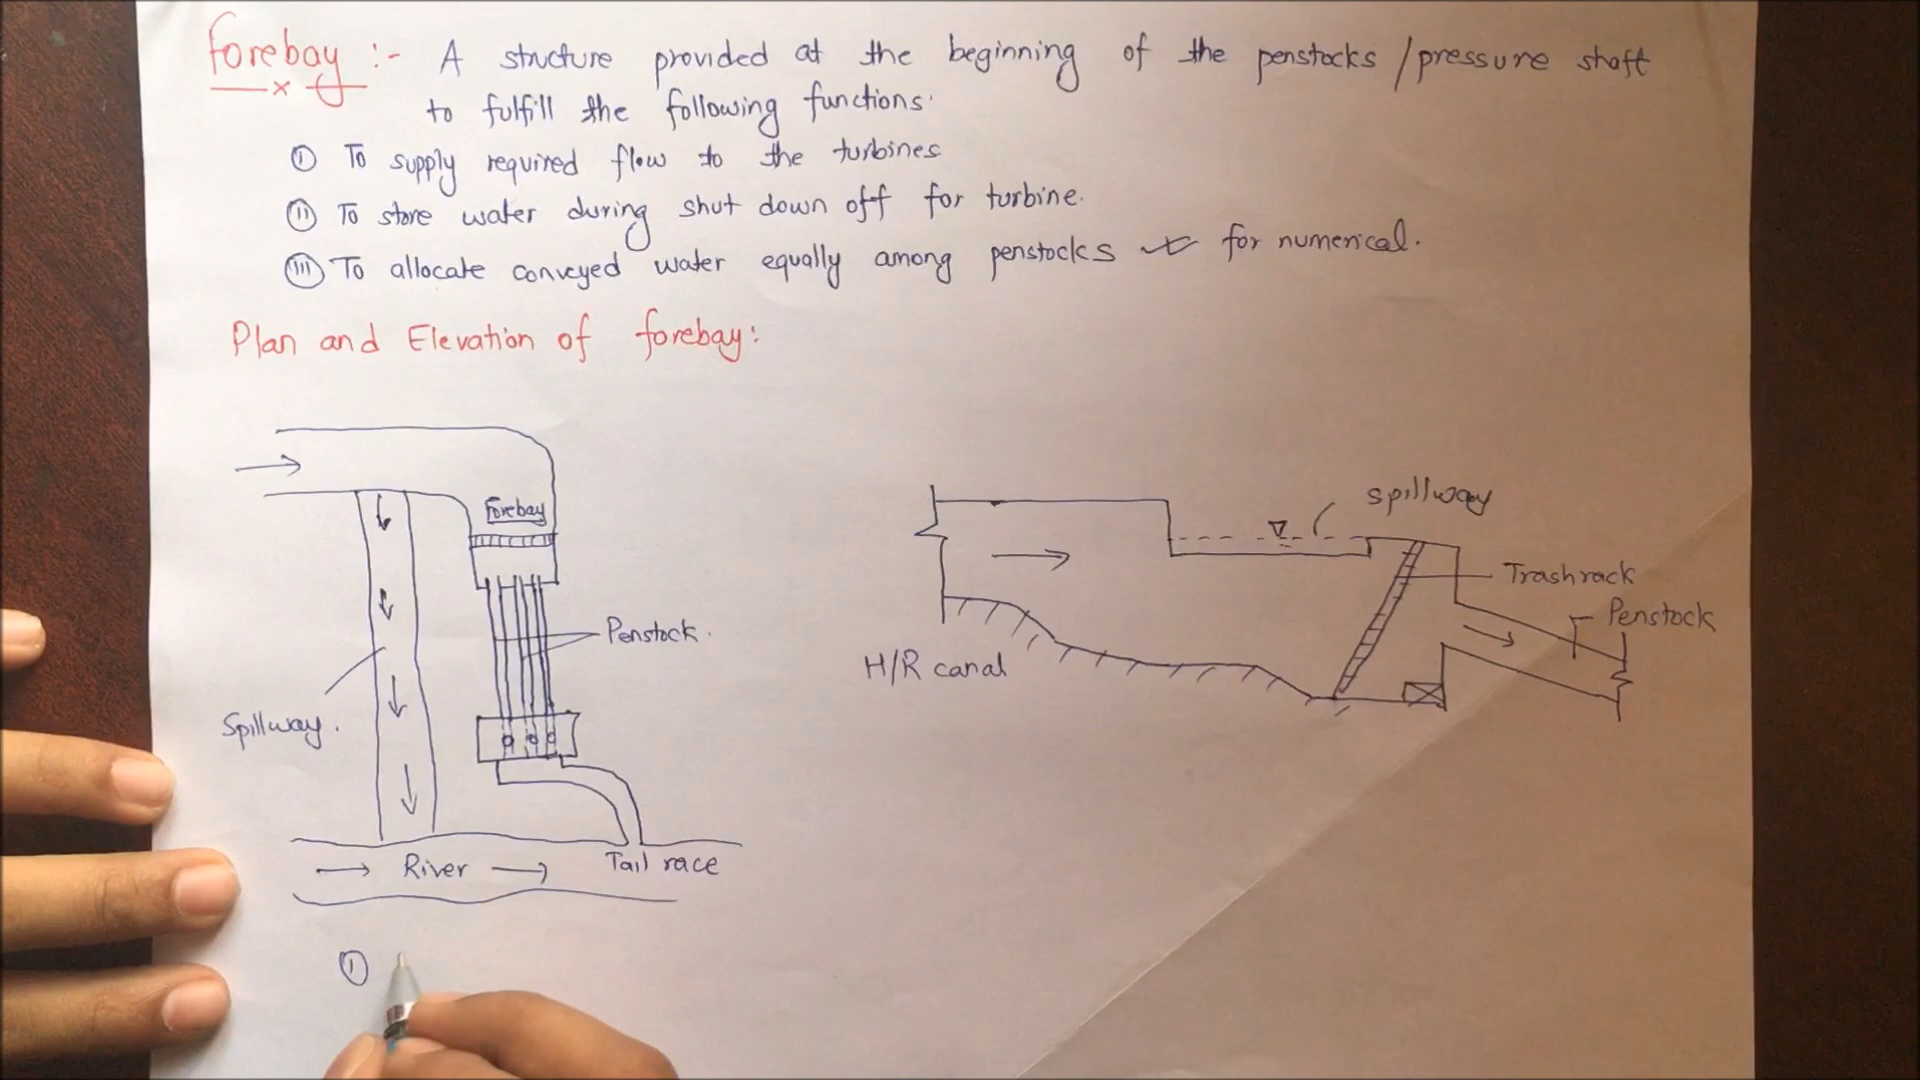 Forebay :- A structure provided at the beginning of the penstocks / pressure shaft
to fulfill the following functions.
(i) To supply required flow to the turbines
(ii) To store water during shut down off for turbine.
(iii) To allocate conveyed water equally among penstocks for numerical.
Plan and Elevation of forebay:
Forebay
Penstock.
Spillway.
River
Tail race
spillway
Trashrack
Penstock
H/R canal
①